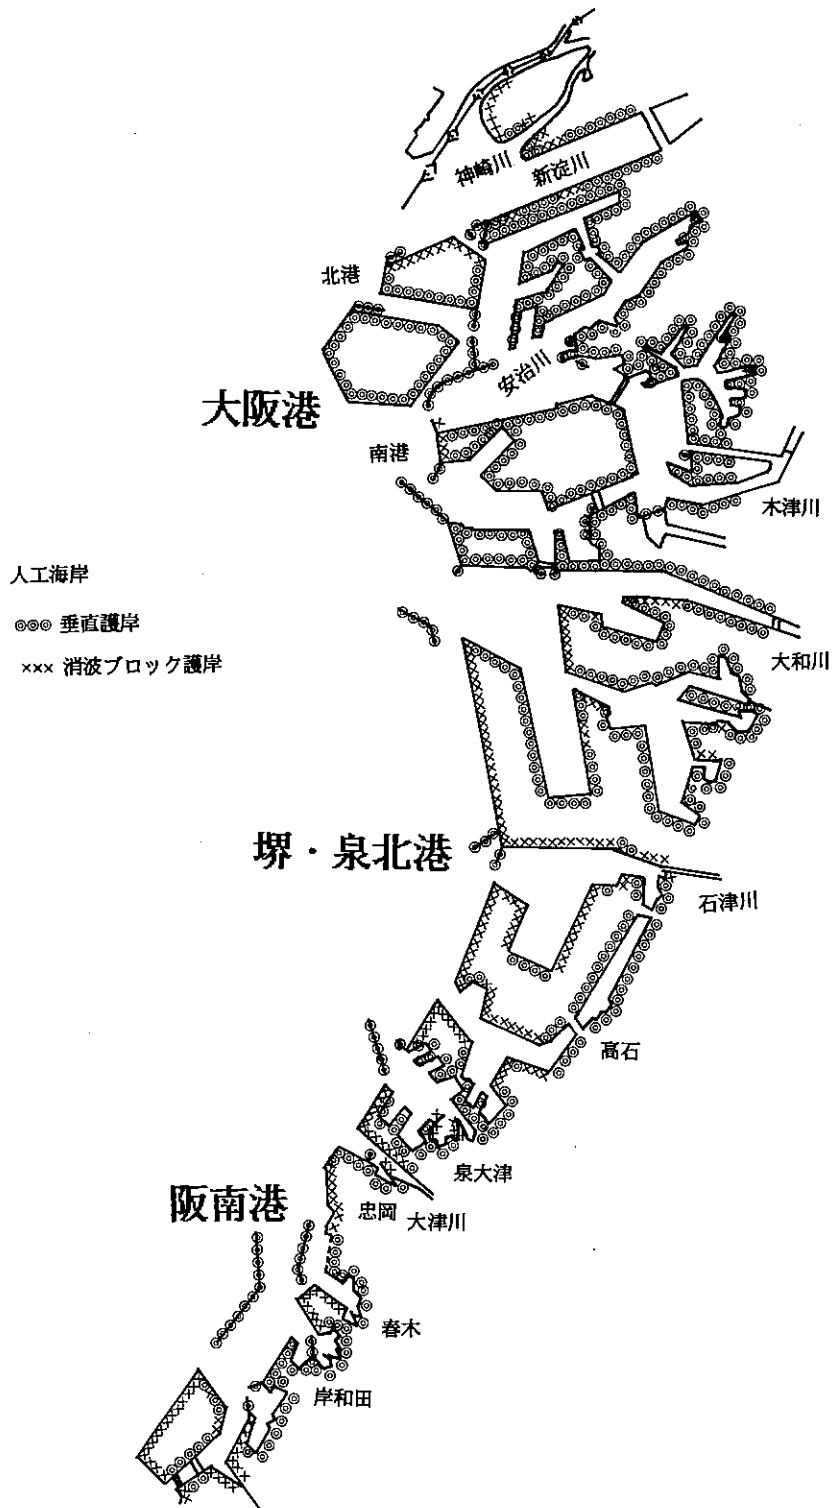 神崎川
新淀川
北港
安治川
大阪港
南港
木津川
人工海岸
◎◎◎ 垂直護岸
××× 消波ブロック護岸
大和川
堺・泉北港
石津川
高石
泉大津
阪南港
忠岡
大津川
春木
岸和田